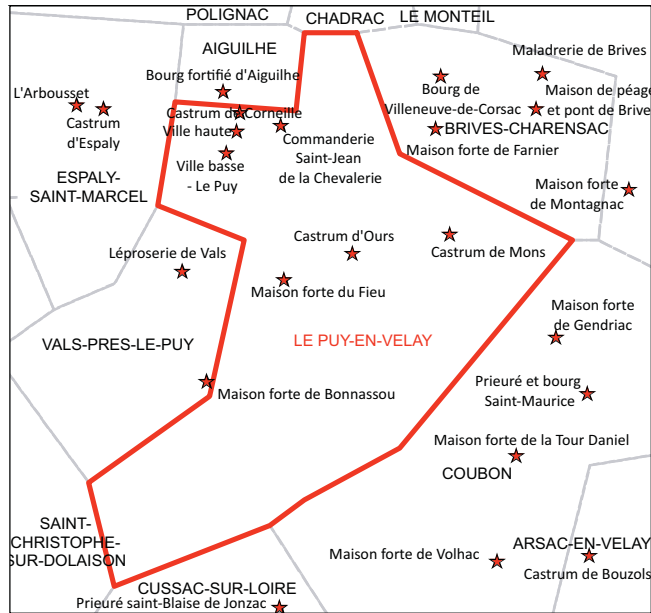 POLIGNAC
CHADRAC
LE MONTEIL
AIGUILHE
Maladrerie de Brives
Bourg fortifié d'Aiguilhe
L'Arbousset
Castrum
d'Espaly
Bourg de
Villeneuve-de-Corsac
Maison de péage
et pont de Brive
Castrum de Corneille
Ville haute
Ville basse
- Le Puy
Commanderie
Saint-Jean
de la Chevalerie
BRIVES-CHARENSAC
Maison forte de Farnier
ESPALY-
SAINT-MARCEL
Maison forte
de Montagnac
Castrum d'Ours
Castrum de Mons
Léproserie de Vals
Maison forte du Fieu
Maison forte
de Gendriac
VALS-PRES-LE-PUY
LE PUY-EN-VELAY
Maison forte de Bonnassou
Prieuré et bourg
Saint-Maurice
Maison forte de la Tour Daniel
COUBON
SAINT-
CHRISTOPHE-
SUR-DOLAISON
Maison forte de Volhac
ARSAC-EN-VELAY
Castrum de Bouzols
CUSSAC-SUR-LOIRE
Prieuré saint-Blaise de Jonzac